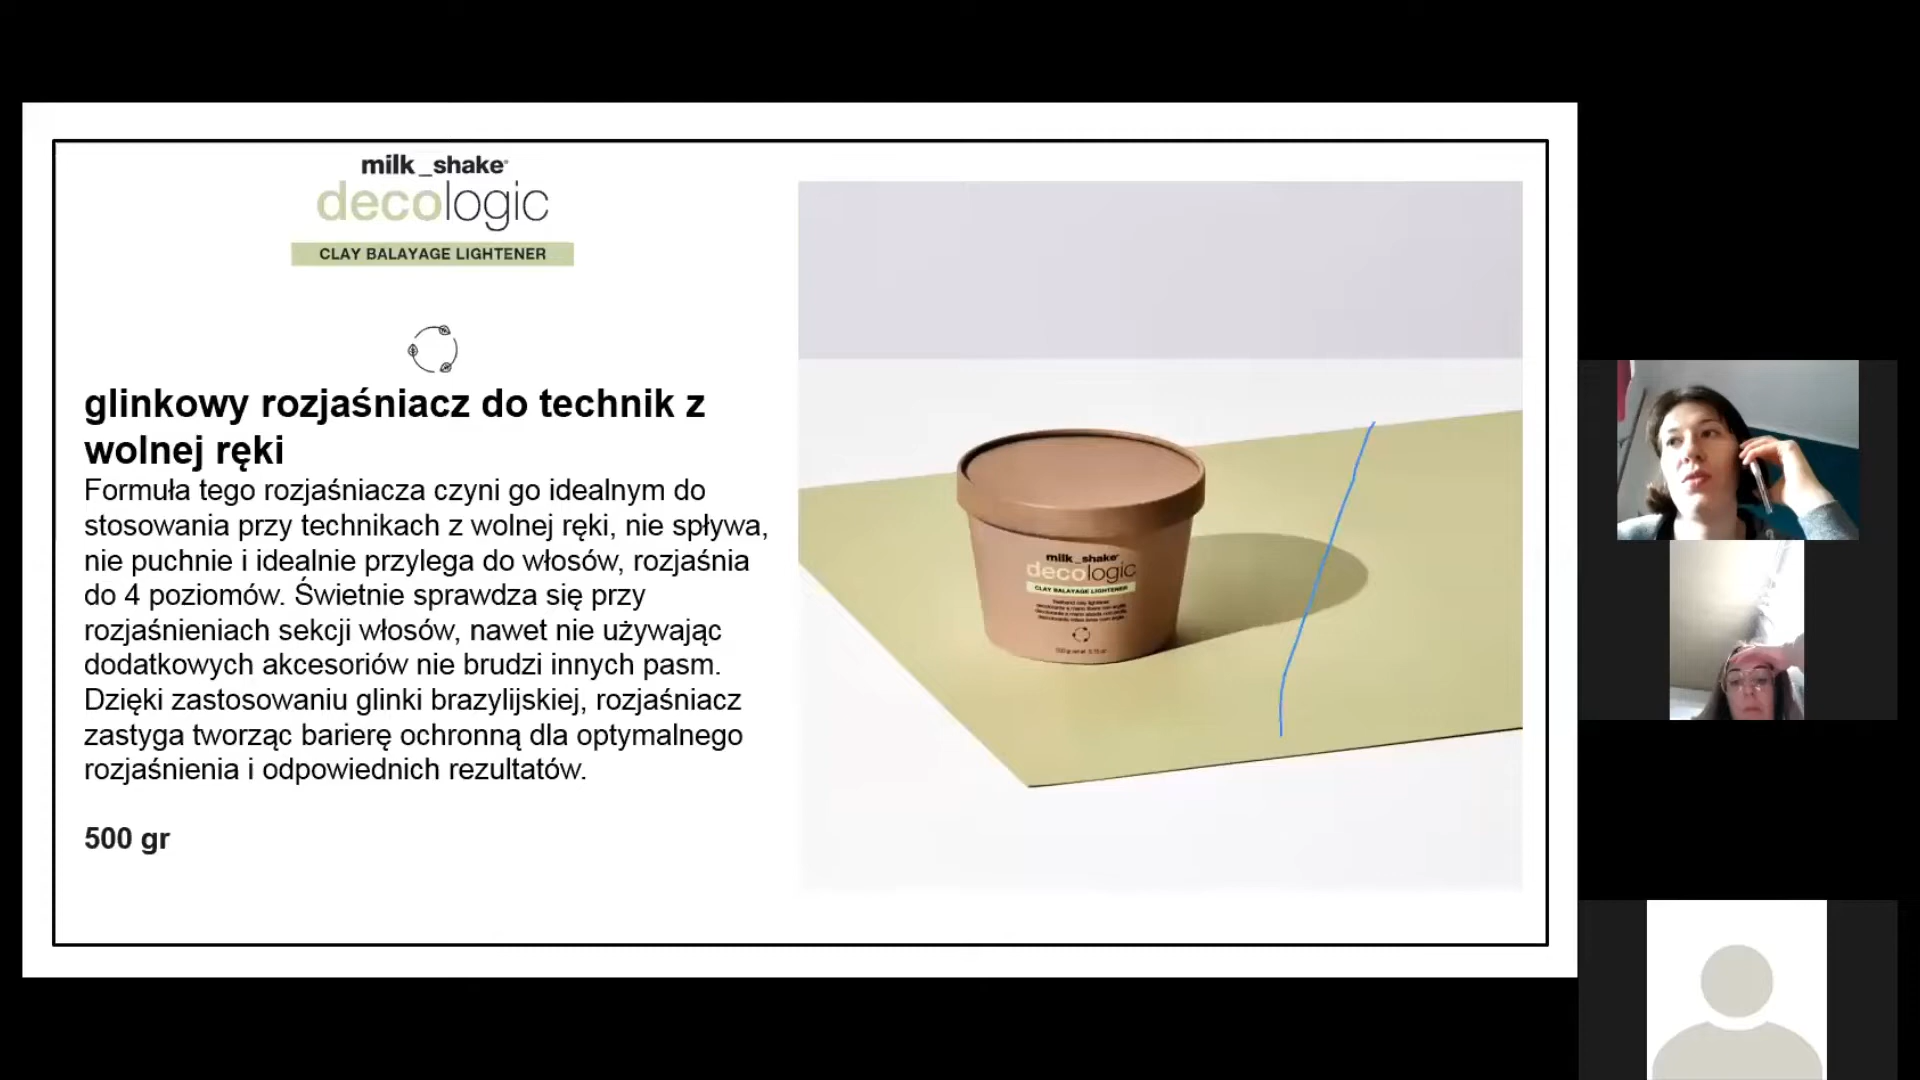 milk_shake®
decologic
CLAY BALAYAGE LIGHTENER
glinkowy rozjaśniacz do technik z
wolnej ręki
Formuła tego rozjaśniacza czyni go idealnym do
stosowania przy technikach z wolnej ręki, nie spływa,
nie puchnie i idealnie przylega do włosów, rozjaśnia
do 4 poziomów. Świetnie sprawdza się przy
rozjaśnieniach sekcji włosów, nawet nie używając
dodatkowych akcesoriów nie brudzi innych pasm.
Dzięki zastosowaniu glinki brazylijskiej, rozjaśniacz
zastyga tworząc barierę ochronną dla optymalnego
rozjaśnienia i odpowiednich rezultatów.
500 gr
milk_shake®
decologic
CLAY BALAYAGE LIGHTENER